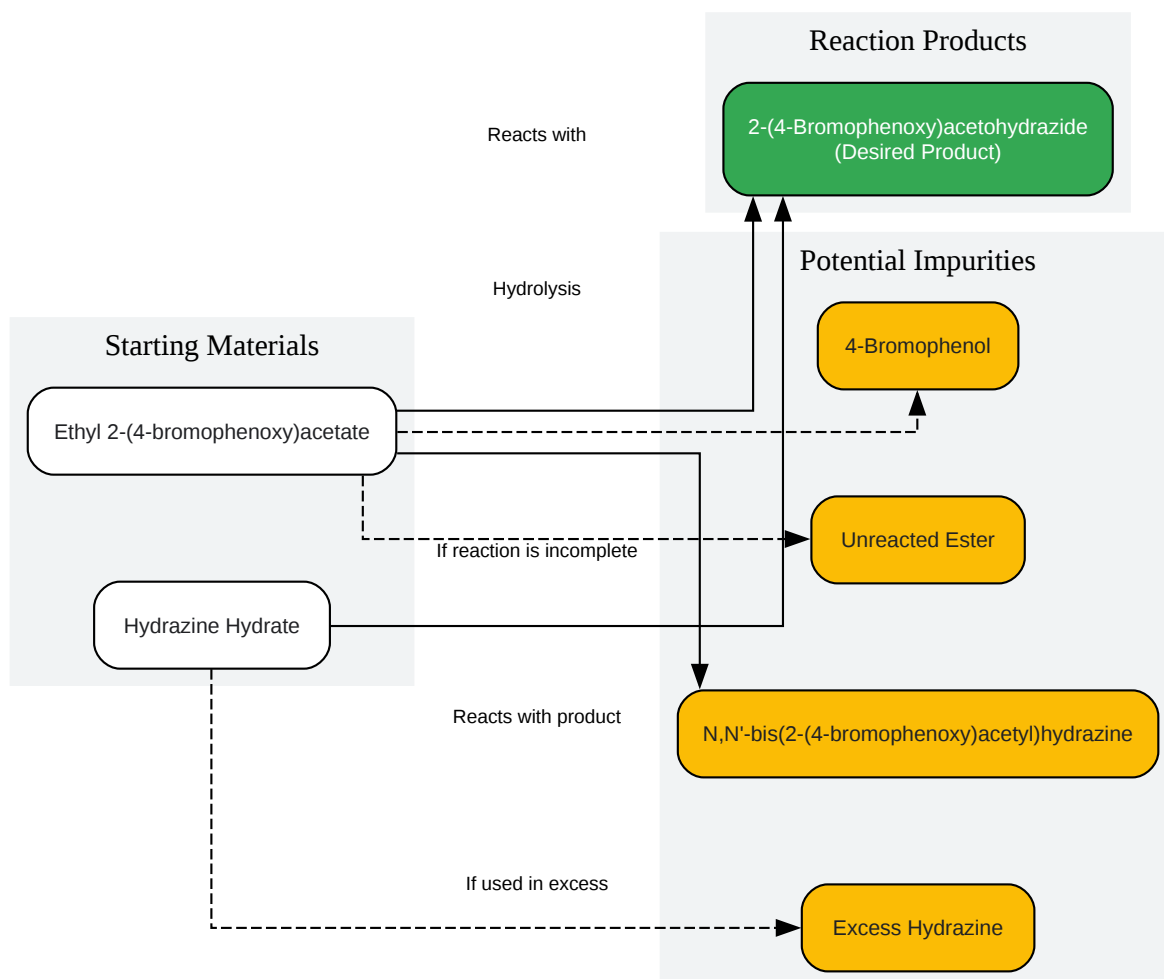 Reaction Products
2-(4-Bromophenoxy)acetohydrazide
(Desired Product)
Reacts with
Potential Impurities
Hydrolysis
Starting Materials
4-Bromophenol
Ethyl 2-(4-bromophenoxy)acetate
Unreacted Ester
If reaction is incomplete
Hydrazine Hydrate
Reacts with product
N,N'-bis(2-(4-bromophenoxy)acetyl)hydrazine
If used in excess
Excess Hydrazine